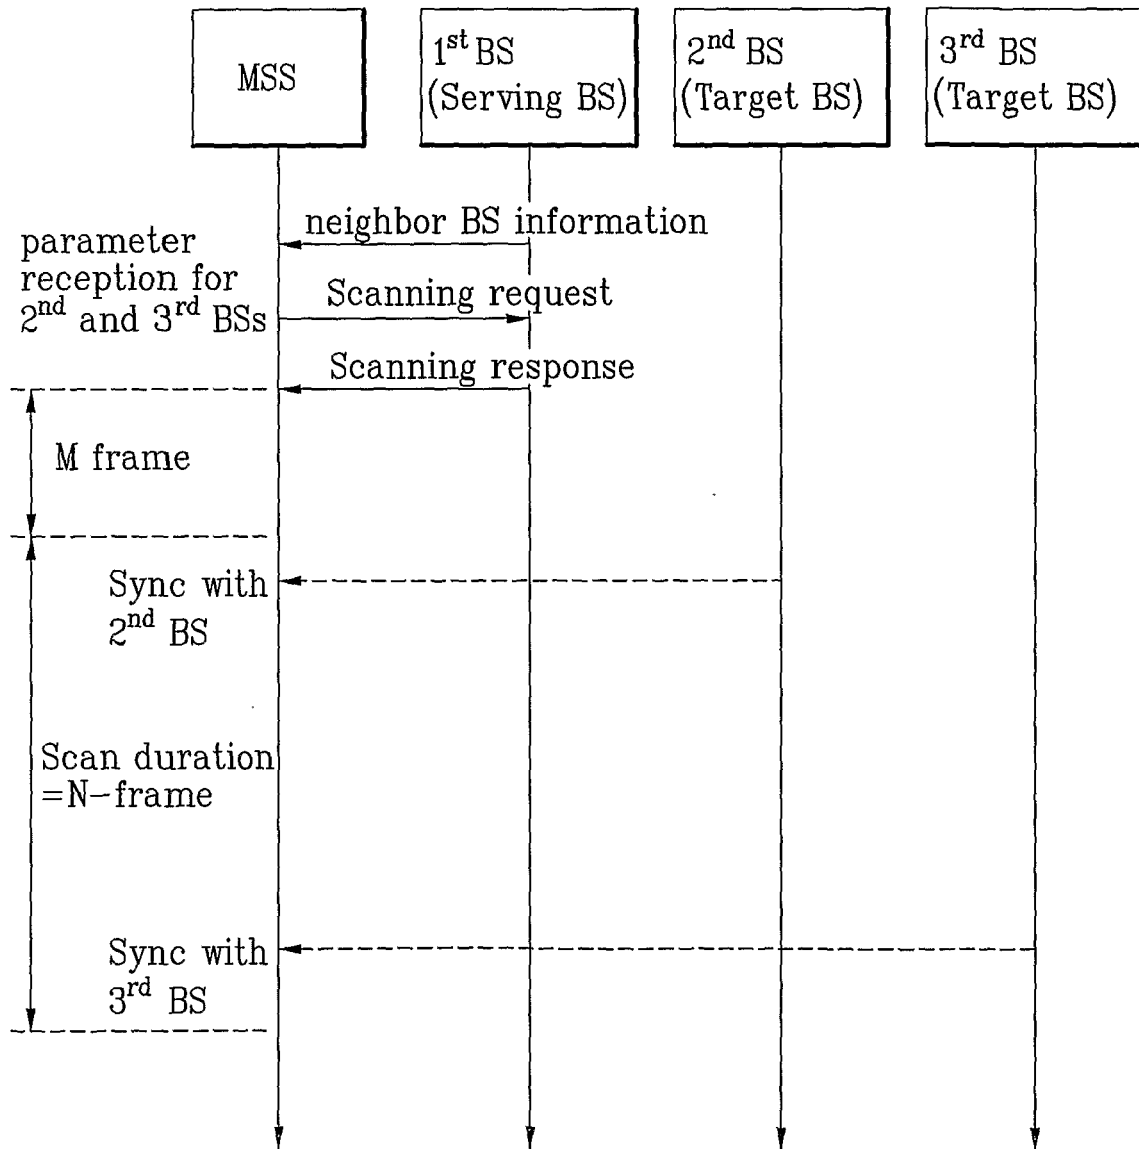 MSS
1st BS
(Serving BS)
2nd BS
(Target BS)
3rd BS
(Target BS)
neighbor BS information
parameter
reception for
2nd and 3rd BSs
Scanning request
Scanning response
M frame
Sync with
2nd BS
Scan duration
=N-frame
Sync with
3rd BS